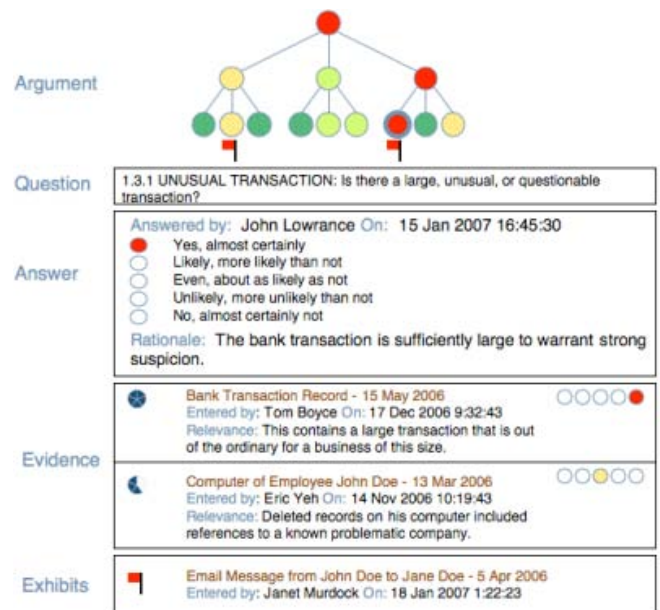 Argument
Question
1.3.1 UNUSUAL TRANSACTION: Is there a large, unusual, or questionable
transaction?
Answer
Answered by: John Lowrance On: 15 Jan 2007 16:45:30
Yes, almost certainly
Likely, more likely than not
Even, about as likely as not
Unlikely, more unlikely than not
No, almost certainly not
Rationale: The bank transaction is sufficiently large to warrant strong
suspicion.
Evidence
Bank Transaction Record - 15 May 2006
Entered by: Tom Boyce On: 17 Dec 2006 9:32:43
Relevance: This contains a large transaction that is out
of the ordinary for a business of this size.
Computer of Employee John Doe - 13 Mar 2006
Entered by: Eric Yeh On: 14 Nov 2006 10:19:43
Relevance: Deleted records on his computer included
references to a known problematic company.
Exhibits
Email Message from John Doe to Jane Doe - 5 Apr 2006
Entered by: Janet Murdock On: 18 Jan 2007 1:22:23